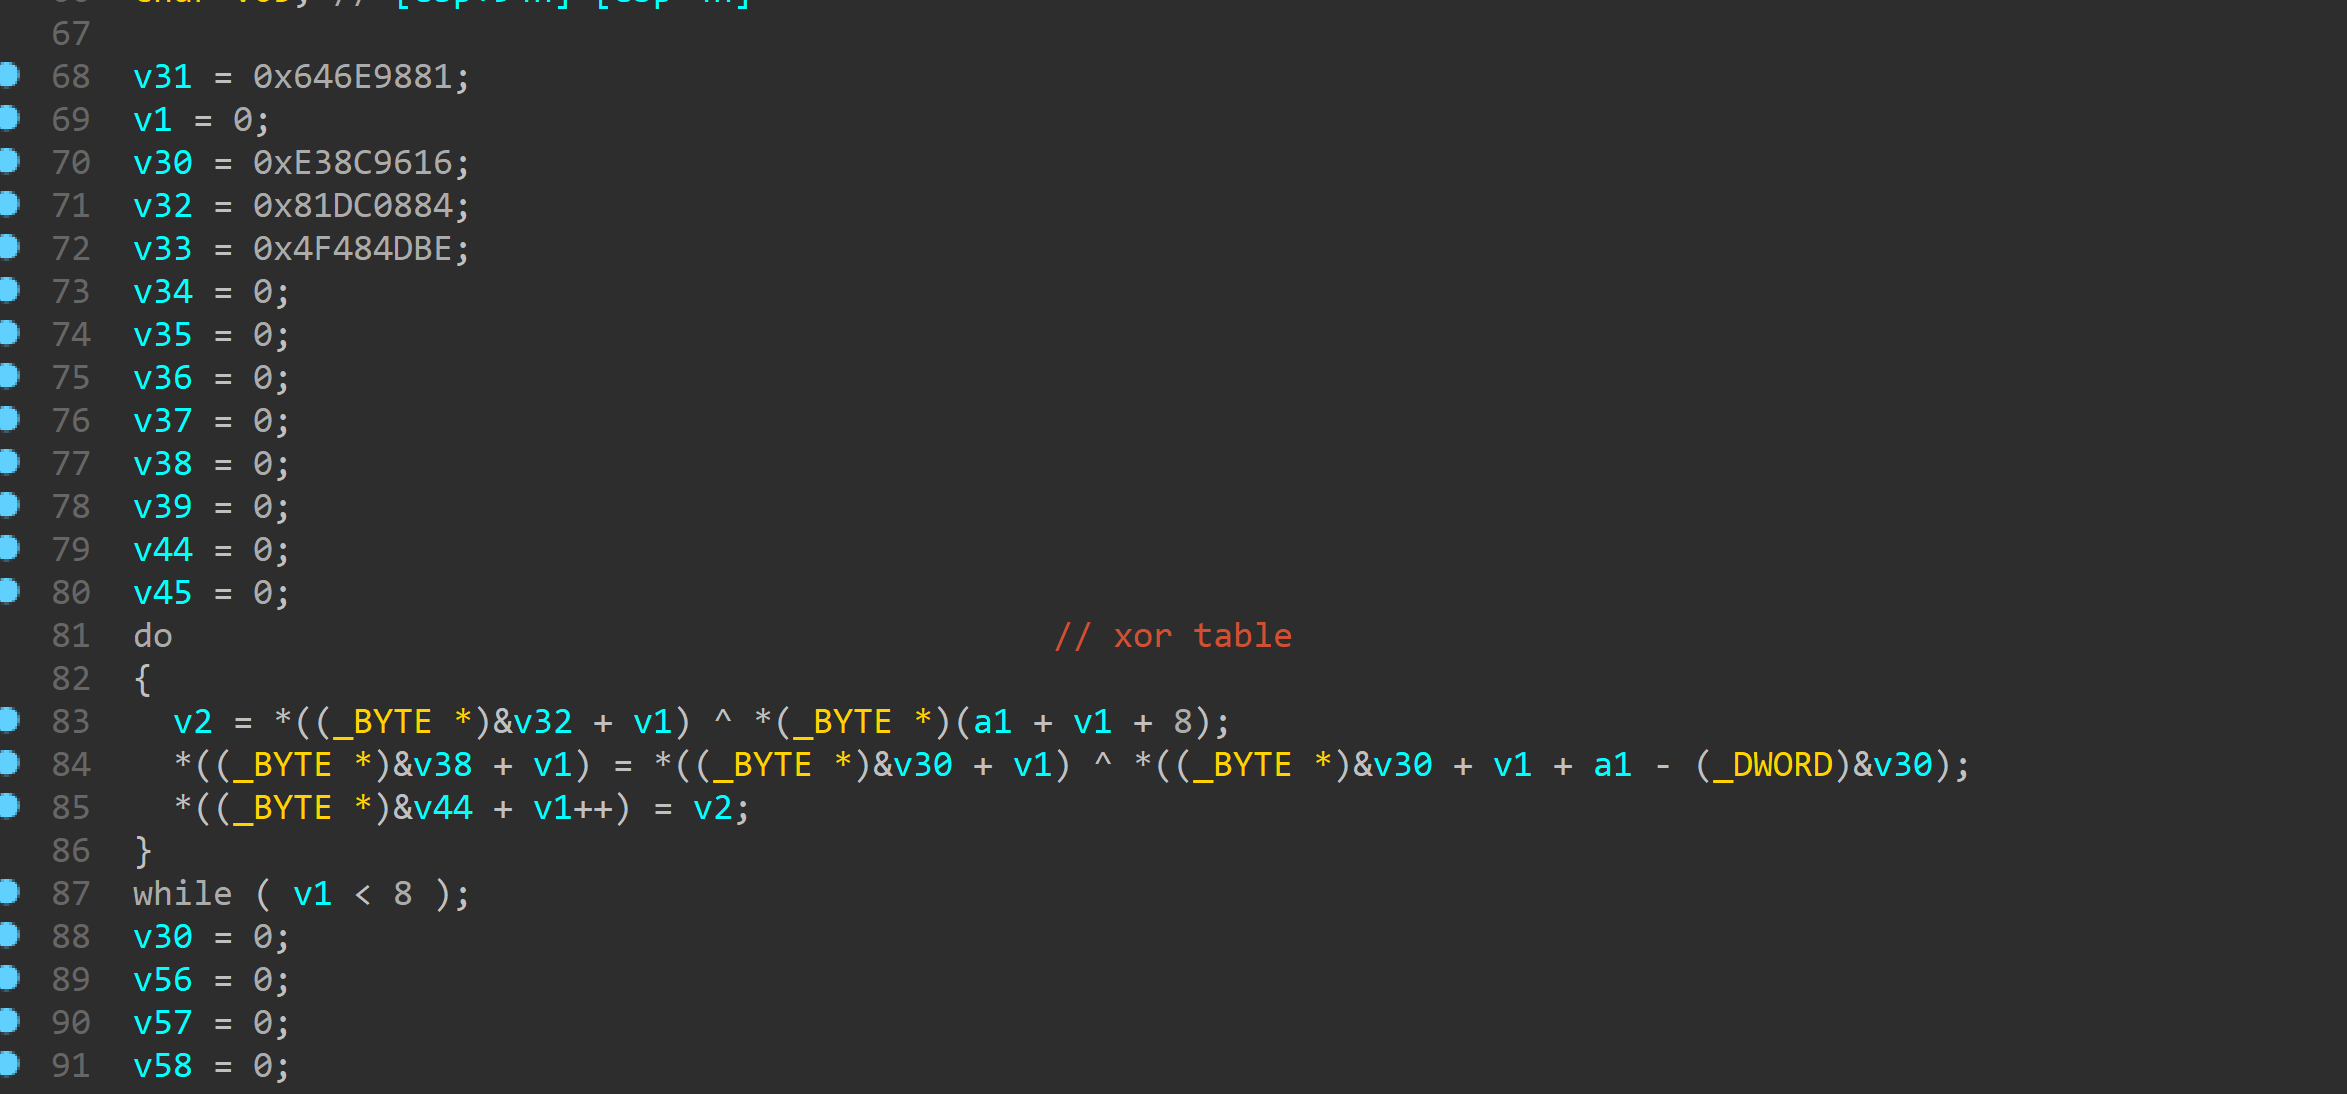 67
68 v31 = 0x646E9881;
69 v1 = 0;
70 v30 = 0xE38C9616;
71 v32 = 0x81DC0884;
72 v33 = 0x4F484DBE;
73 v34 = 0;
74 v35 = 0;
75 v36 = 0;
76 v37 = 0;
77 v38 = 0;
78 v39 = 0;
79 v44 = 0;
80 v45 = 0;
81 do // xor table
82 {
83 v2 = *((_BYTE *)&v32 + v1) ^ *(_BYTE *)(a1 + v1 + 8);
84 *((_BYTE *)&v38 + v1) = *((_BYTE *)&v30 + v1) ^ *((_BYTE *)&v30 + v1 + a1 - (_DWORD)&v30);
85 *((_BYTE *)&v44 + v1++) = v2;
86 }
87 while ( v1 < 8 );
88 v30 = 0;
89 v56 = 0;
90 v57 = 0;
91 v58 = 0;